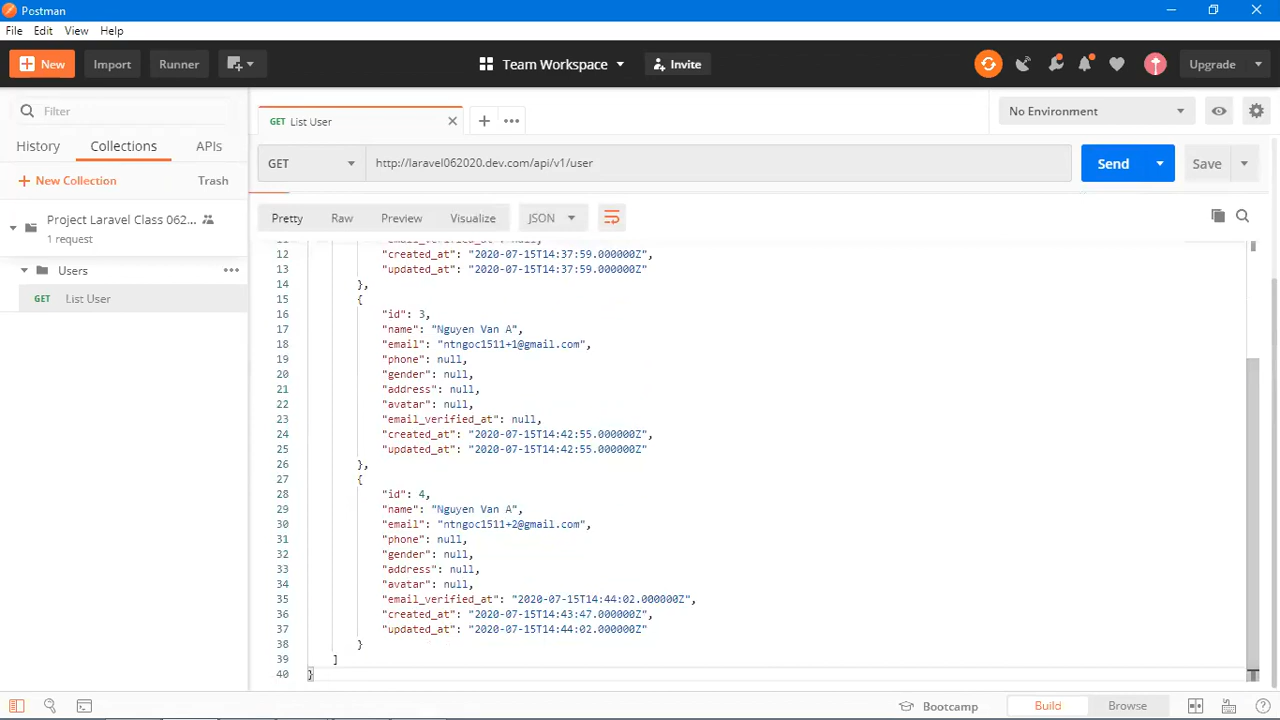 Postman
File Edit View Help
New Import Runner Team Workspace Invite Upgrade
Filter
History Collections APIs
New Collection Trash
Project Laravel Class 062...
1 request
Users
GET List User
GET List User
No Environment
GET http://laravel062020.dev.com/api/v1/user Send Save
Pretty Raw Preview Visualize JSON
11 "email_verified_at": null,
12 "created_at": "2020-07-15T14:37:59.000000Z",
13 "updated_at": "2020-07-15T14:37:59.000000Z"
14 },
15 {
16 "id": 3,
17 "name": "Nguyen Van A",
18 "email": "ntngoc1511+1@gmail.com",
19 "phone": null,
20 "gender": null,
21 "address": null,
22 "avatar": null,
23 "email_verified_at": null,
24 "created_at": "2020-07-15T14:42:55.000000Z",
25 "updated_at": "2020-07-15T14:42:55.000000Z"
26 },
27 {
28 "id": 4,
29 "name": "Nguyen Van A",
30 "email": "ntngoc1511+2@gmail.com",
31 "phone": null,
32 "gender": null,
33 "address": null,
34 "avatar": null,
35 "email_verified_at": "2020-07-15T14:44:02.000000Z",
36 "created_at": "2020-07-15T14:43:47.000000Z",
37 "updated_at": "2020-07-15T14:44:02.000000Z"
38 }
39 ]
40 }
Bootcamp Build Browse